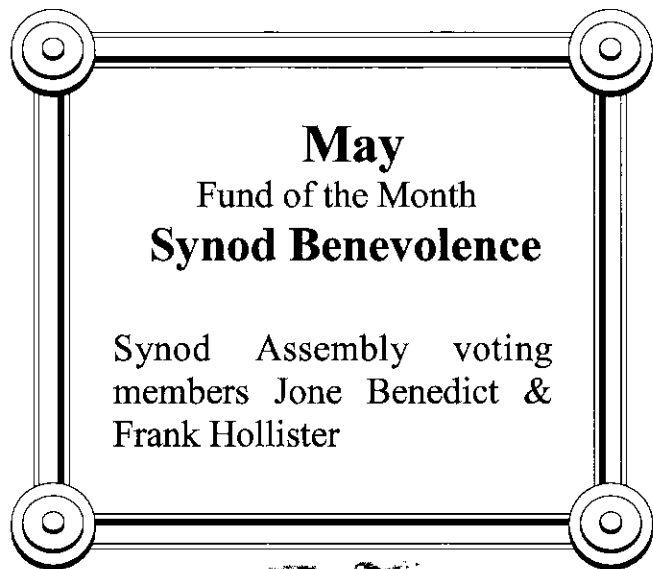 May
Fund of the Month
Synod Benevolence
Synod Assembly voting
members Jone Benedict &
Frank Hollister